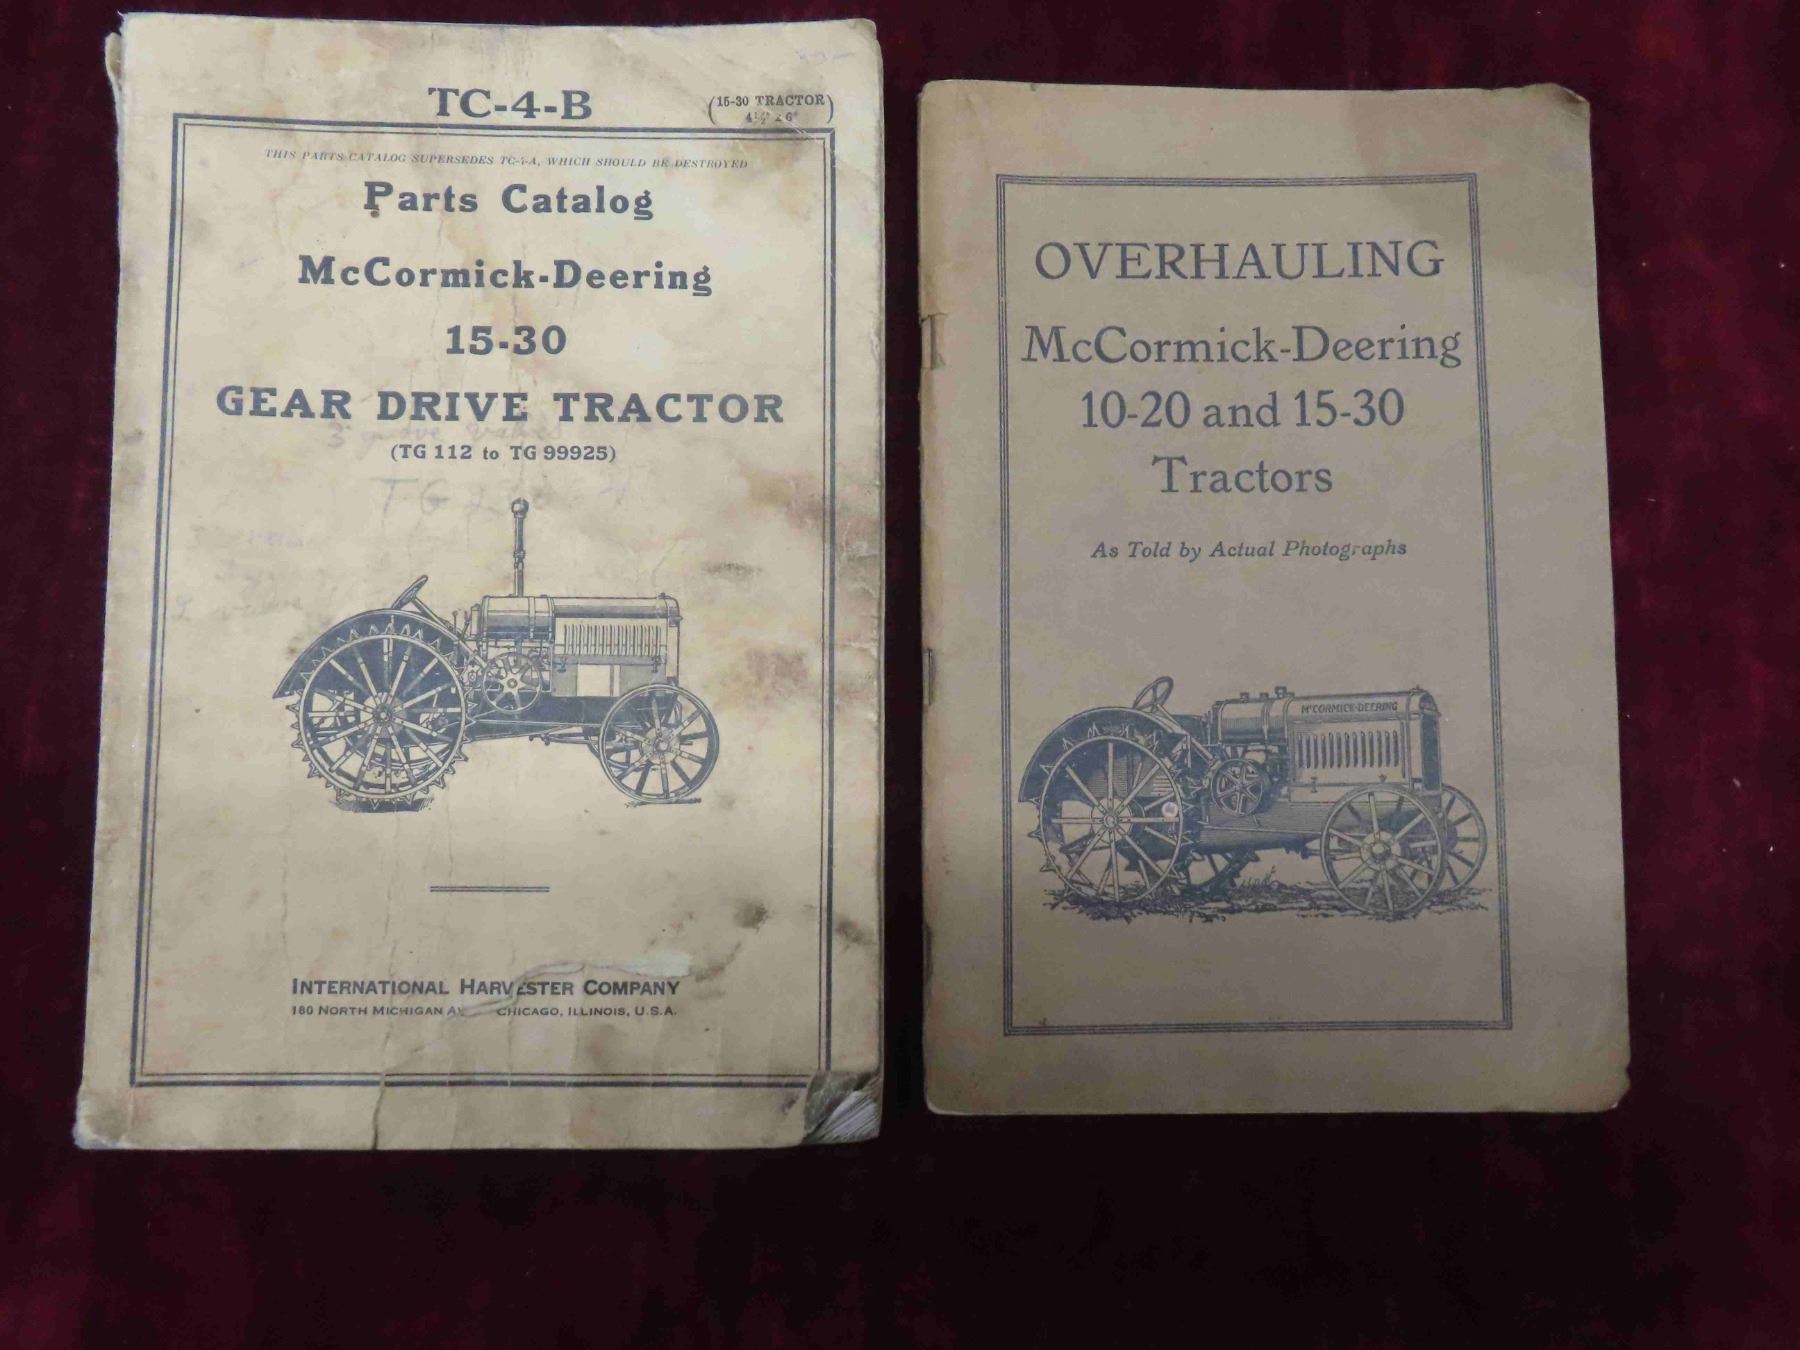 TC-4-B
(15-30 TRACTOR)
THIS PARTS CATALOG SUPERSEDES TC-4-A, WHICH SHOULD BE DESTROYED
Parts Catalog
McCormick-Deering
15-30
GEAR DRIVE TRACTOR
(TG 112 to TG 99925)
TG
INTERNATIONAL HARVESTER COMPANY
180 NORTH MICHIGAN AV CHICAGO, ILLINOIS, U.S.A.
OVERHAULING
McCormick-Deering
10-20 and 15-30
Tractors
As Told by Actual Photographs
McCORMICK-DEERING